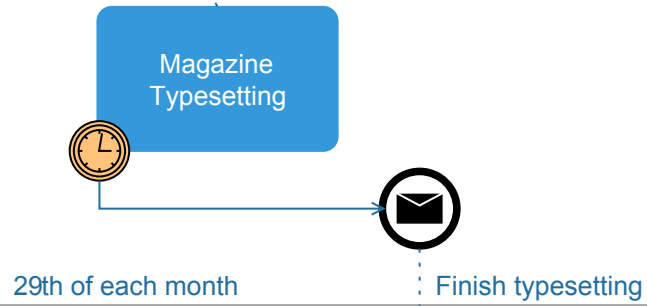 Magazine
Typesetting
29th of each month
Finish typesetting